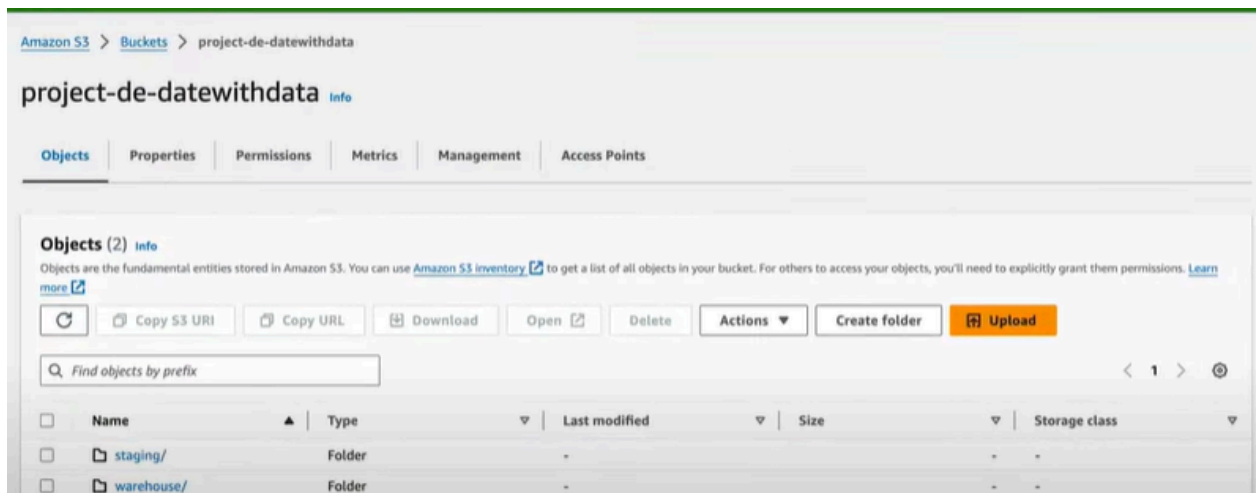 Amazon S3 > Buckets > project-de-datewithdata
project-de-datewithdata Info
Objects Properties Permissions Metrics Management Access Points
Objects (2) Info
Objects are the fundamental entities stored in Amazon S3. You can use Amazon S3 inventory to get a list of all objects in your bucket. For others to access your objects, you'll need to explicitly grant them permissions. Learn
more
Copy S3 URI Copy URL Download Open Delete Actions Create folder Upload
Find objects by prefix < 1 >
Name Type Last modified Size Storage class
staging/ Folder - - -
warehouse/ Folder - - -